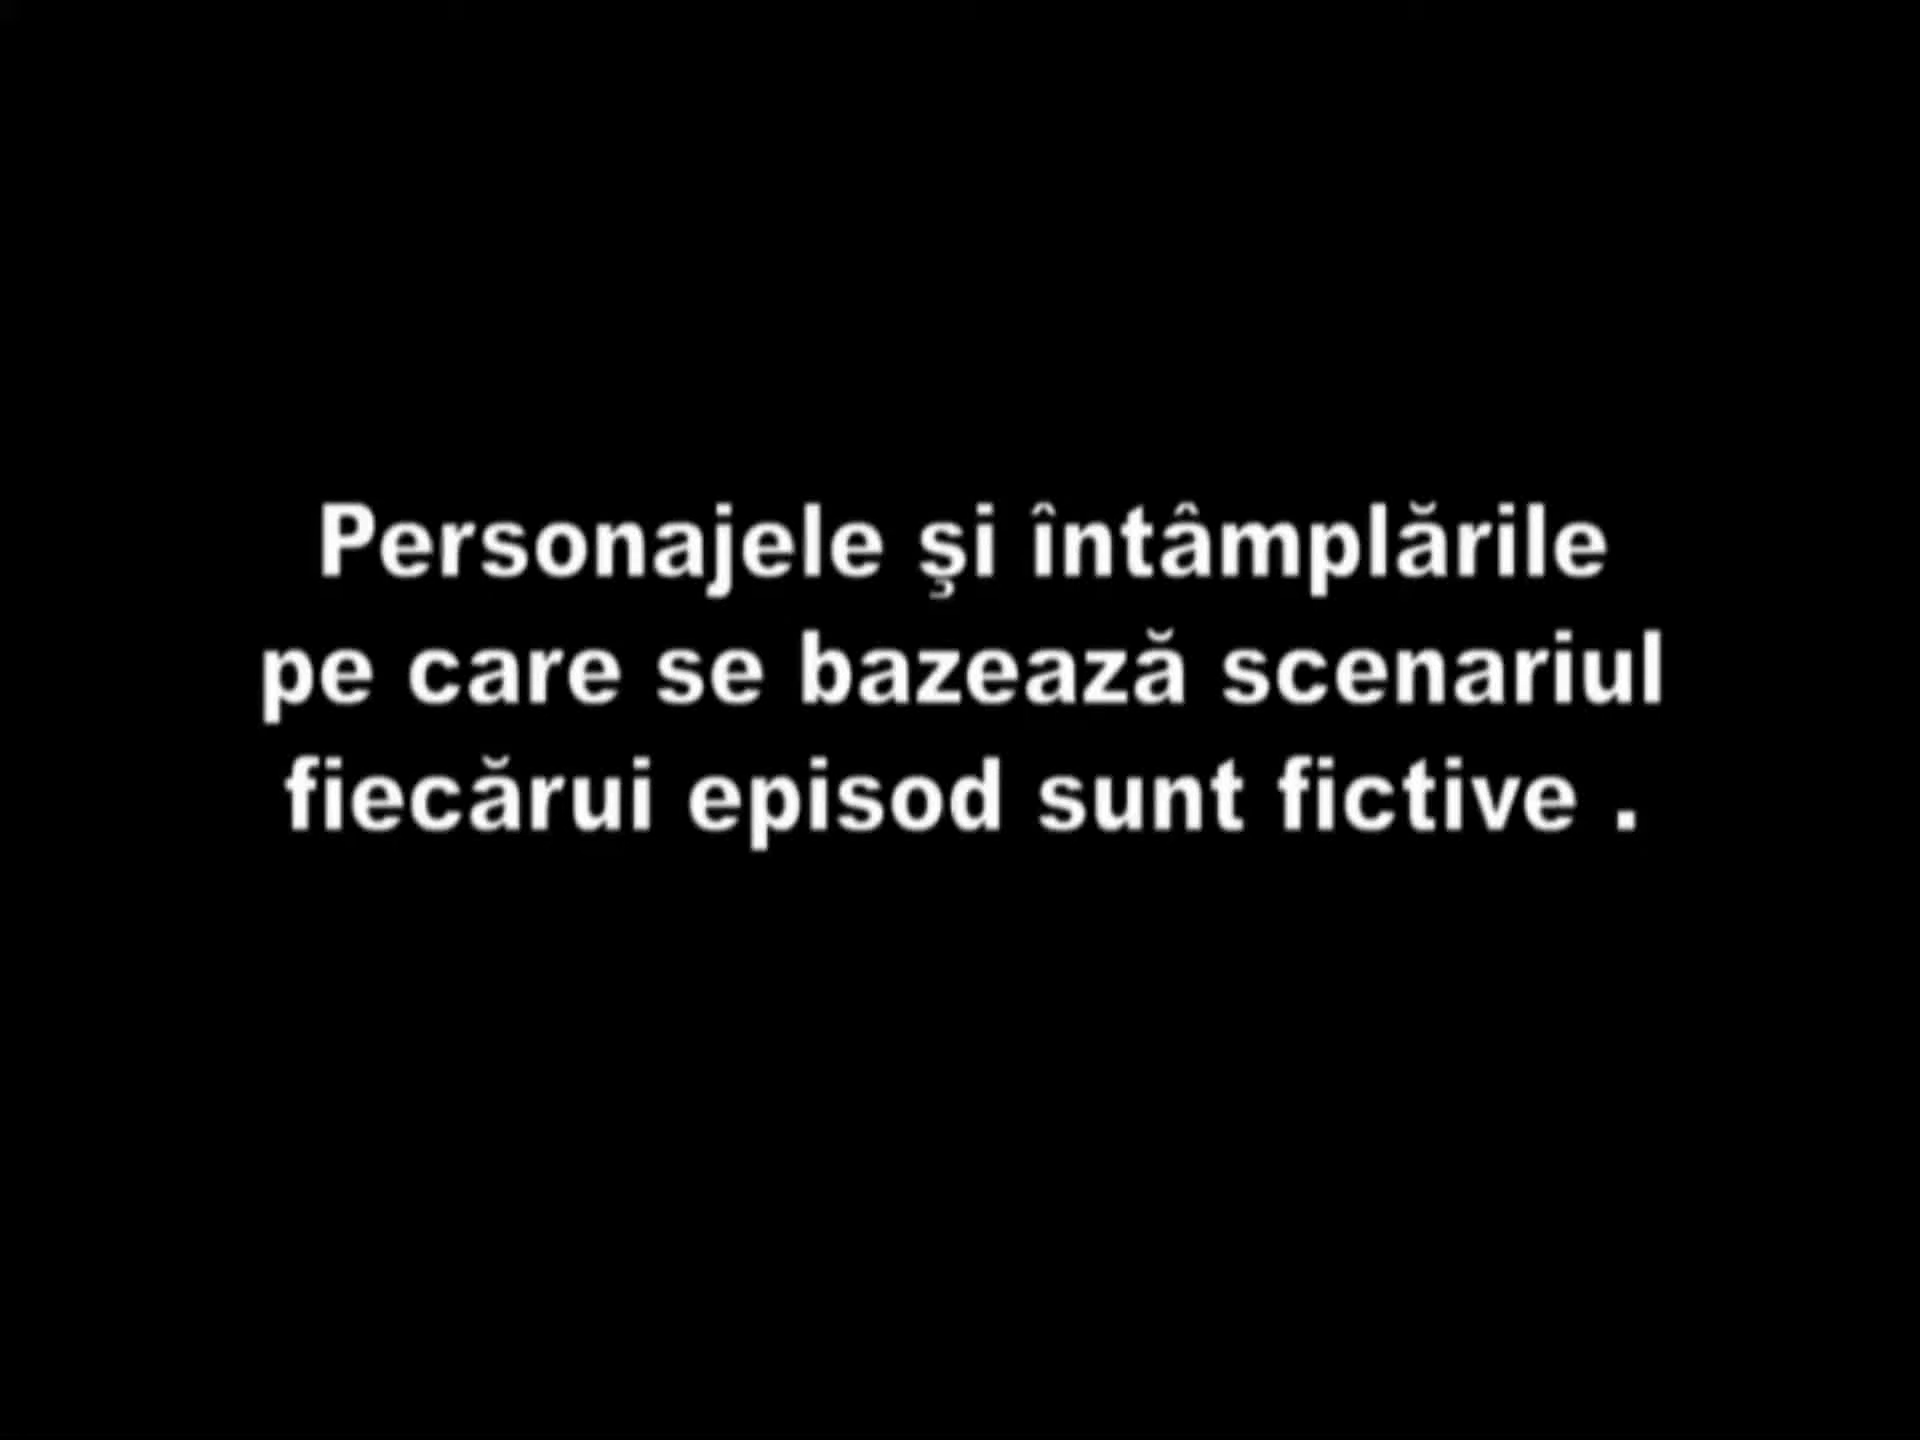 Personajele şi întâmplările
pe care se bazează scenariul
fiecărui episod sunt fictive .